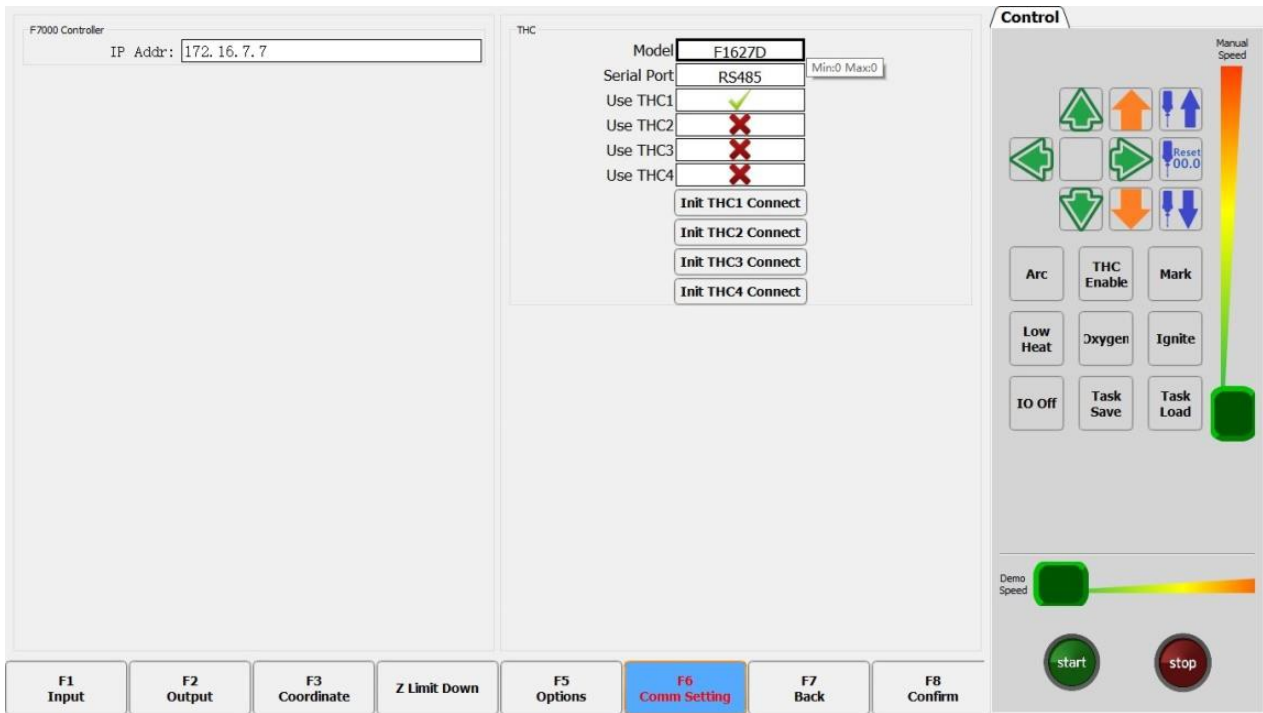 F7000 Controller
IP Addr: 172.16.7.7
THC
Model F1627D
Min:0 Max:0
Serial Port RS485
Use THC1
Use THC2
Use THC3
Use THC4
Init THC1 Connect
Init THC2 Connect
Init THC3 Connect
Init THC4 Connect
Control
Manual
Speed
Reset
00.0
Arc
THC
Enable
Mark
Low
Heat
Oxygen
Ignite
IO Off
Task
Save
Task
Load
Demo
Speed
start
stop
F1
Input
F2
Output
F3
Coordinate
Z Limit Down
F5
Options
F6
Comm Setting
F7
Back
F8
Confirm